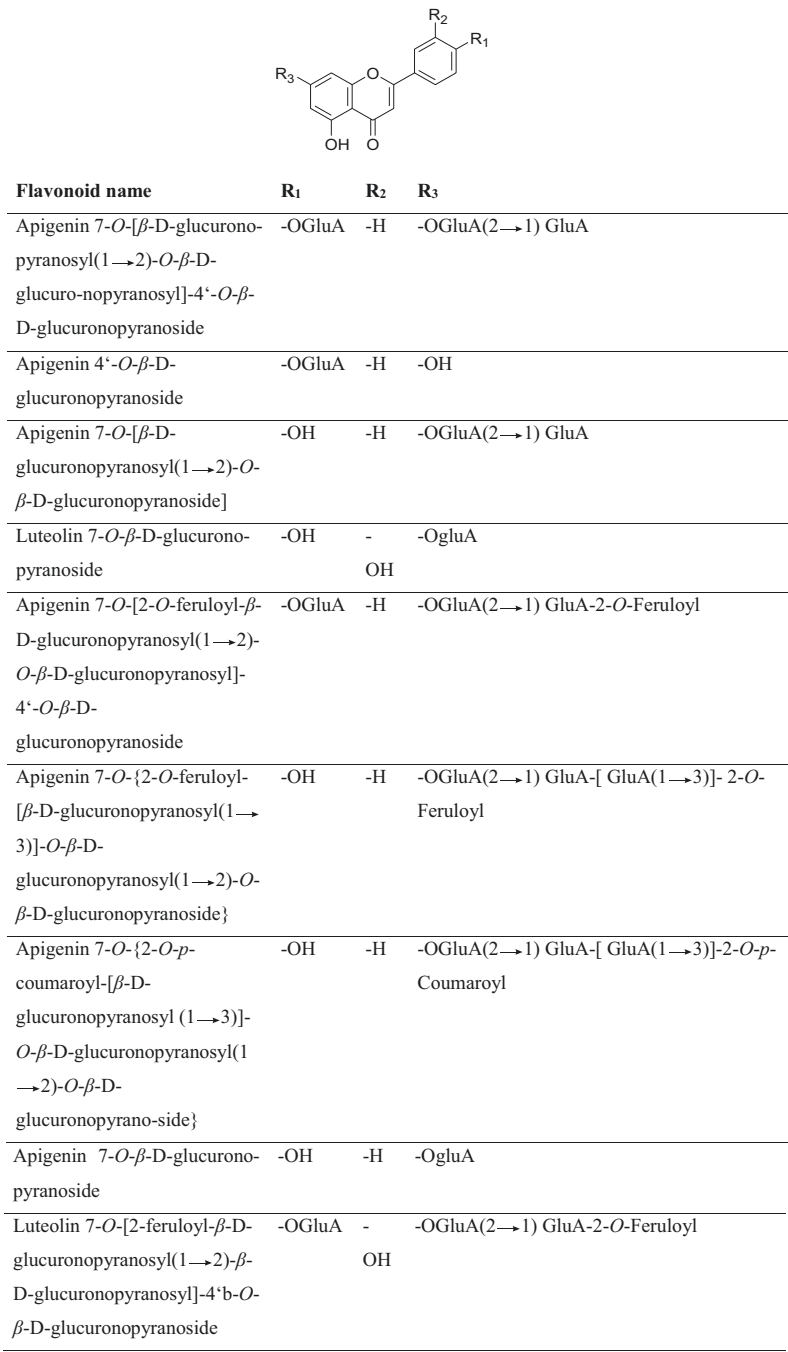 R2
R1
R3
O
OH O
Flavonoid name R1 R2 R3
Apigenin 7-O-[β-D-glucurono- -OGluA -H -OGluA(2→1) GluA
pyranosyl(1→2)-O-β-D-
glucuro-nopyranosyl]-4‘-O-β-
D-glucuronopyranoside
Apigenin 4‘-O-β-D- -OGluA -H -OH
glucuronopyranoside
Apigenin 7-O-[β-D- -OH -H -OGluA(2→1) GluA
glucuronopyranosyl(1→2)-O-
β-D-glucuronopyranoside]
Luteolin 7-O-β-D-glucurono- -OH - -OgluA
pyranoside OH
Apigenin 7-O-[2-O-feruloyl-β- -OGluA -H -OGluA(2→1) GluA-2-O-Feruloyl
D-glucuronopyranosyl(1→2)-
O-β-D-glucuronopyranosyl]-
4‘-O-β-D-
glucuronopyranoside
Apigenin 7-O-{2-O-feruloyl- -OH -H -OGluA(2→1) GluA-[ GluA(1→3)]- 2-O-
[β-D-glucuronopyranosyl(1→ Feruloyl
3)]-O-β-D-
glucuronopyranosyl(1→2)-O-
β-D-glucuronopyranoside}
Apigenin 7-O-{2-O-p- -OH -H -OGluA(2→1) GluA-[ GluA(1→3)]-2-O-p-
coumaroyl-[β-D- Coumaroyl
glucuronopyranosyl (1→3)]-
O-β-D-glucuronopyranosyl(1
→2)-O-β-D-
glucuronopyrano-side}
Apigenin 7-O-β-D-glucurono- -OH -H -OgluA
pyranoside
Luteolin 7-O-[2-feruloyl-β-D- -OGluA - -OGluA(2→1) GluA-2-O-Feruloyl
glucuronopyranosyl(1→2)-β- OH
D-glucuronopyranosyl]-4‘b-O-
β-D-glucuronopyranoside